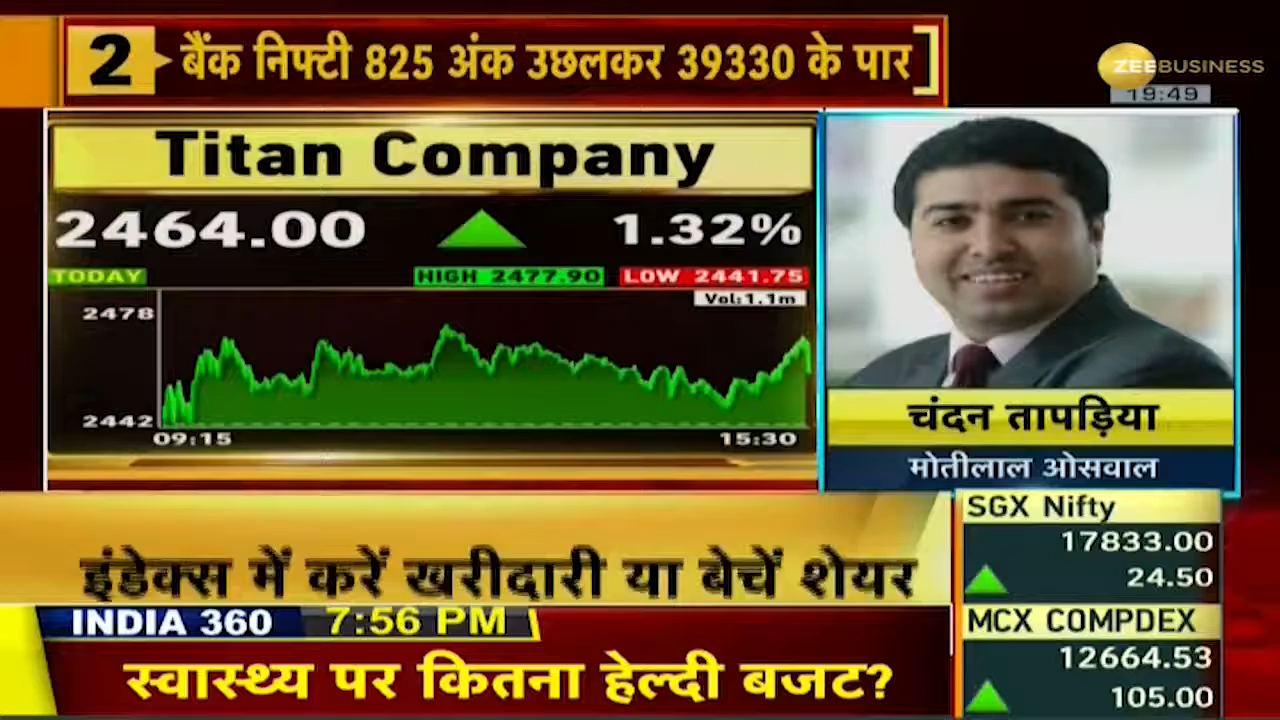 2 बैंक निफ्टी 825 अंक उछलकर 39330 के पार
ZEEBUSINESS
19:49
Titan Company
2464.00 1.32%
TODAY HIGH 2477.90 LOW 2441.75
Vol:1.1m
2478
2442
09:15 15:30
चंदन तापड़िया
मोतीलाल ओसवाल
इंडेक्स में करें खरीदारी या बेचें शेयर
INDIA 360 7:56 PM
स्वास्थ्य पर कितना हेल्दी बजट?
SGX Nifty
17833.00
24.50
MCX COMPDEX
12664.53
105.00